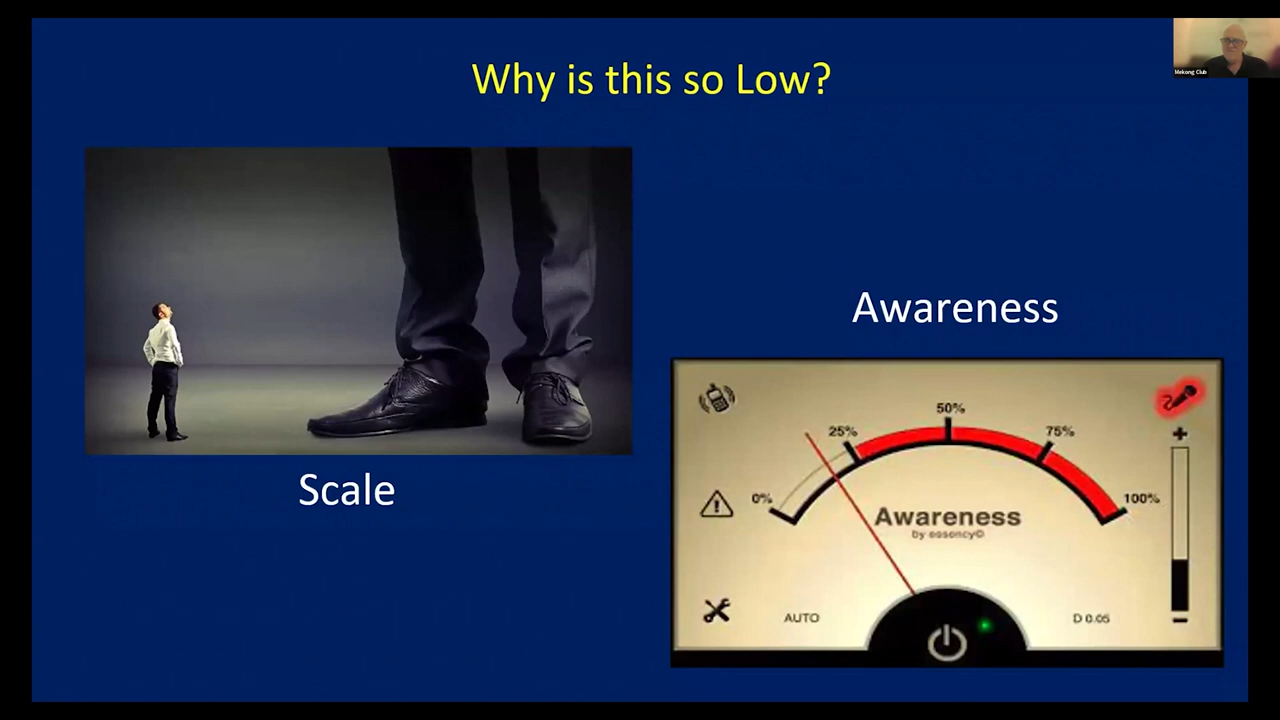 Mekong Club
Why is this so Low?
Scale
Awareness
0%
25%
50%
75%
100%
Awareness
by essency©
AUTO
D 0.05